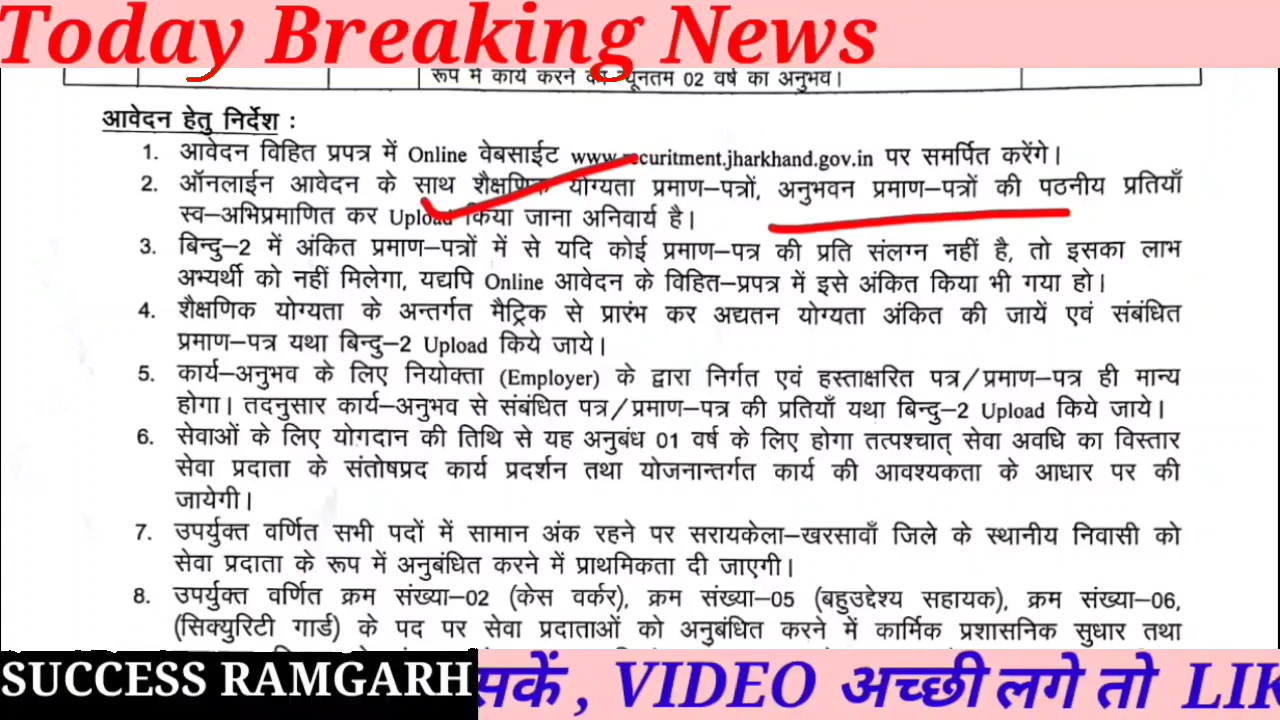 Today Breaking News
रूप में कार्य करने का न्यूनतम 02 वर्ष का अनुभव।
आवेदन हेतु निर्देश :
1. आवेदन विहित प्रपत्र में Online वेबसाईट www.recuritment.jharkhand.gov.in पर समर्पित करेंगे।
2. ऑनलाईन आवेदन के साथ शैक्षणिक योग्यता प्रमाण-पत्रों, अनुभवन प्रमाण-पत्रों की पठनीय प्रतियाँ
स्व-अभिप्रमाणित कर Upload किया जाना अनिवार्य है।
3. बिन्दु-2 में अंकित प्रमाण-पत्रों में से यदि कोई प्रमाण-पत्र की प्रति संलग्न नहीं है, तो इसका लाभ
अभ्यर्थी को नहीं मिलेगा, यद्यपि Online आवेदन के विहित-प्रपत्र में इसे अंकित किया भी गया हो।
4. शैक्षणिक योग्यता के अन्तर्गत मैट्रिक से प्रारंभ कर अद्यतन योग्यता अंकित की जायें एवं संबंधित
प्रमाण-पत्र यथा बिन्दु-2 Upload किये जाये।
5. कार्य-अनुभव के लिए नियोक्ता (Employer) के द्वारा निर्गत एवं हस्ताक्षरित पत्र/प्रमाण-पत्र ही मान्य
होगा। तदनुसार कार्य-अनुभव से संबंधित पत्र/प्रमाण-पत्र की प्रतियाँ यथा बिन्दु-2 Upload किये जाये।
6. सेवाओं के लिए योगदान की तिथि से यह अनुबंध 01 वर्ष के लिए होगा तत्पश्चात् सेवा अवधि का विस्तार
सेवा प्रदाता के संतोषप्रद कार्य प्रदर्शन तथा योजनान्तर्गत कार्य की आवश्यकता के आधार पर की
जायेगी।
7. उपर्युक्त वर्णित सभी पदों में सामान अंक रहने पर सरायकेला-खरसावाँ जिले के स्थानीय निवासी को
सेवा प्रदाता के रूप में अनुबंधित करने में प्राथमिकता दी जाएगी।
8. उपर्युक्त वर्णित क्रम संख्या-02 (केस वर्कर), क्रम संख्या-05 (बहुउद्देश्य सहायक), क्रम संख्या-06,
(सिक्युरिटी गार्ड) के पद पर सेवा प्रदाताओं को अनुबंधित करने में कार्मिक प्रशासनिक सुधार तथा
SUCCESS RAMGARH
सकें , VIDEO अच्छी लगे तो LIK